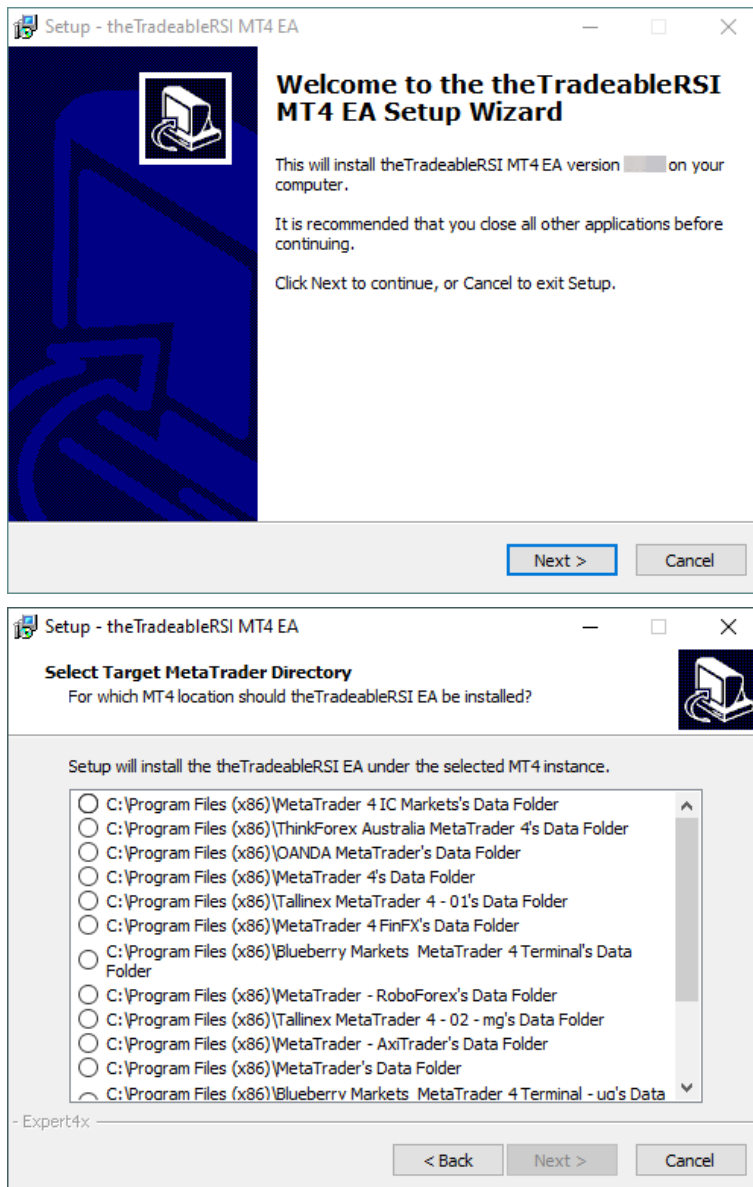 Setup - theTradeableRSI MT4 EA
Welcome to the theTradeableRSI
MT4 EA Setup Wizard
This will install theTradeableRSI MT4 EA version on your
computer.
It is recommended that you close all other applications before
continuing.
Click Next to continue, or Cancel to exit Setup.
Next >
Cancel
Setup - theTradeableRSI MT4 EA
Select Target MetaTrader Directory
For which MT4 location should theTradeableRSI EA be installed?
Setup will install the theTradeableRSI EA under the selected MT4 instance.
C:\Program Files (x86)\MetaTrader 4 IC Markets's Data Folder
C:\Program Files (x86)\ThinkForex Australia MetaTrader 4's Data Folder
C:\Program Files (x86)\OANDA MetaTrader's Data Folder
C:\Program Files (x86)\MetaTrader 4's Data Folder
C:\Program Files (x86)\Tallinex MetaTrader 4 - 01's Data Folder
C:\Program Files (x86)\MetaTrader 4 FinFX's Data Folder
C:\Program Files (x86)\Blueberry Markets  MetaTrader 4 Terminal's Data
Folder
C:\Program Files (x86)\MetaTrader - RoboForex's Data Folder
C:\Program Files (x86)\Tallinex MetaTrader 4 - 02 - mg's Data Folder
C:\Program Files (x86)\MetaTrader - AxiTrader's Data Folder
C:\Program Files (x86)\MetaTrader's Data Folder
C:\Program Files (x86)\Blueberry Markets  MetaTrader 4 Terminal - ug's Data
- Expert4x
< Back
Next >
Cancel